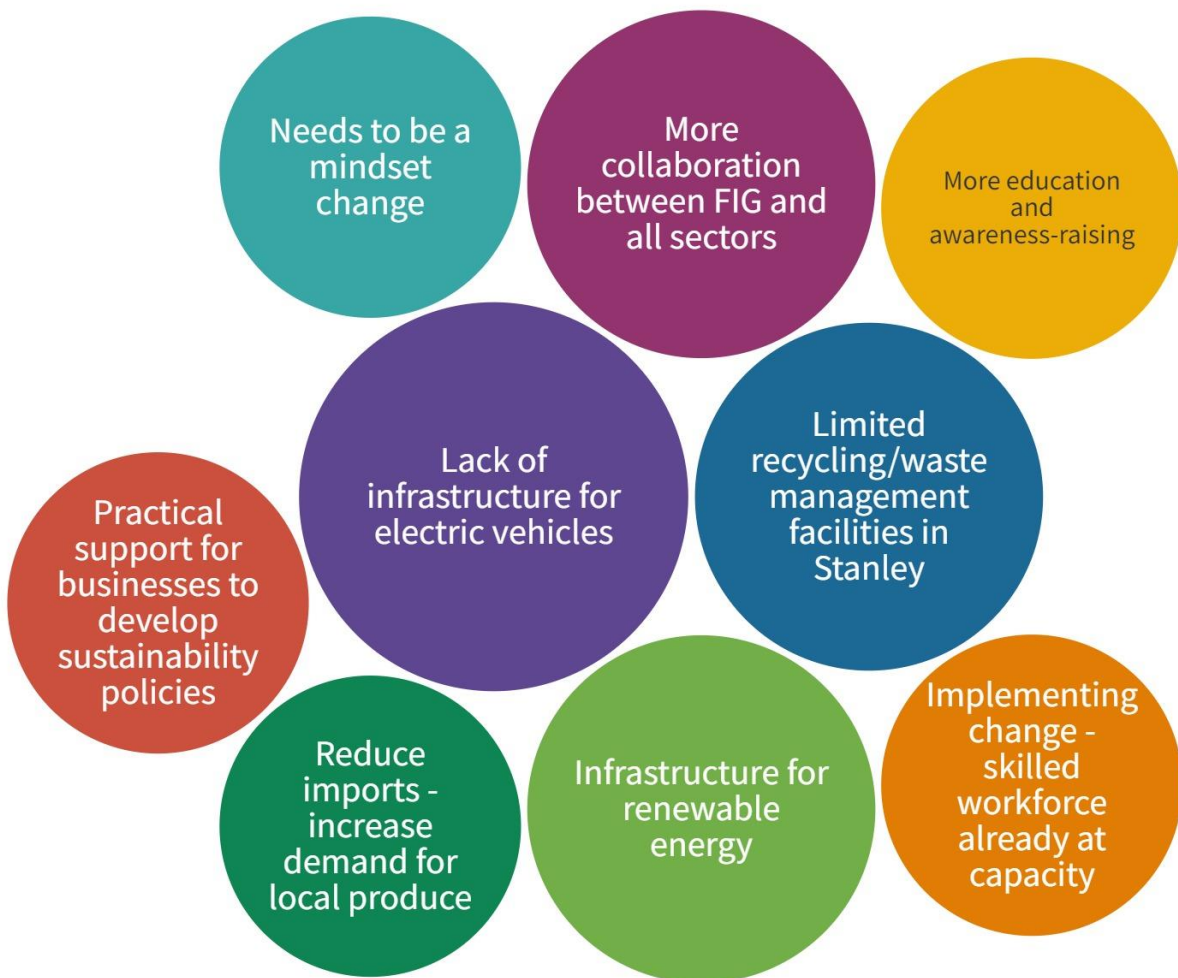 Needs to be a
mindset
change
More
collaboration
between FIG and
all sectors
More education
and
awareness-raising
Lack of
infrastructure for
electric vehicles
Limited
recycling/waste
management
facilities in
Stanley
Practical
support for
businesses to
develop
sustainability
policies
Reduce
imports -
increase
demand for
local produce
Infrastructure for
renewable
energy
Implementing
change -
skilled
workforce
already at
capacity